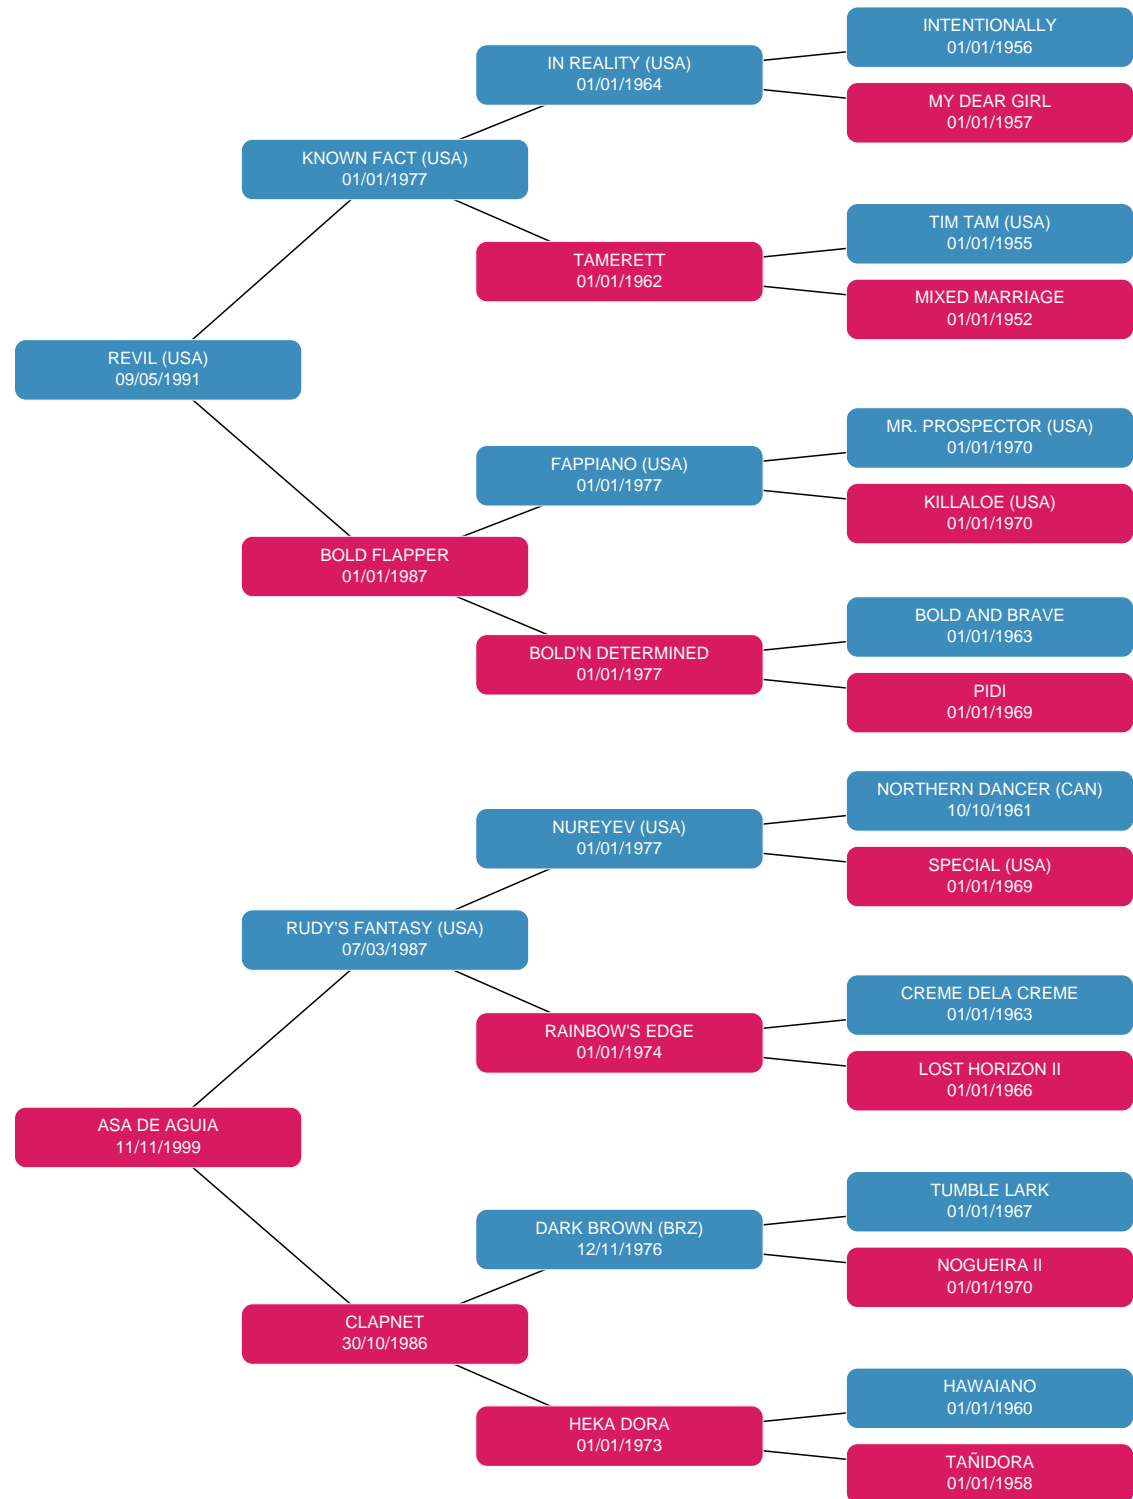 INTENTIONALLY
01/01/1956
IN REALITY (USA)
01/01/1964
MY DEAR GIRL
01/01/1957
KNOWN FACT (USA)
01/01/1977
TIM TAM (USA)
01/01/1955
TAMERETT
01/01/1962
MIXED MARRIAGE
01/01/1952
REVIL (USA)
09/05/1991
MR. PROSPECTOR (USA)
01/01/1970
FAPPIANO (USA)
01/01/1977
KILLALOE (USA)
01/01/1970
BOLD FLAPPER
01/01/1987
BOLD AND BRAVE
01/01/1963
BOLD'N DETERMINED
01/01/1977
PIDI
01/01/1969
NORTHERN DANCER (CAN)
10/10/1961
NUREYEV (USA)
01/01/1977
SPECIAL (USA)
01/01/1969
RUDY'S FANTASY (USA)
07/03/1987
CREME DELA CREME
01/01/1963
RAINBOW'S EDGE
01/01/1974
LOST HORIZON II
01/01/1966
ASA DE AGUIA
11/11/1999
TUMBLE LARK
01/01/1967
DARK BROWN (BRZ)
12/11/1976
NOGUEIRA II
01/01/1970
CLAPNET
30/10/1986
HAWAIANO
01/01/1960
HEKA DORA
01/01/1973
TAÑIDORA
01/01/1958